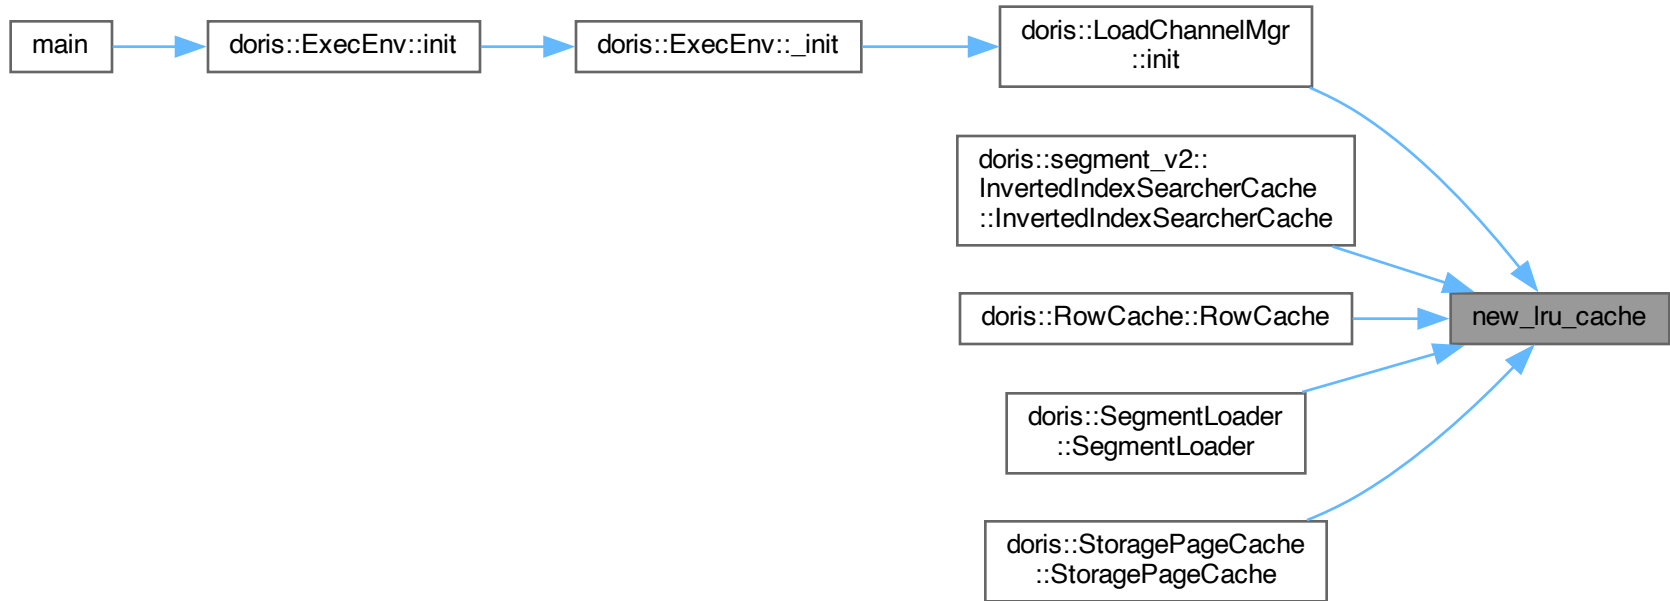 main
doris::ExecEnv::init
doris::ExecEnv::_init
doris::LoadChannelMgr
::init
doris::segment_v2::
InvertedIndexSearcherCache
::InvertedIndexSearcherCache
doris::RowCache::RowCache
new_lru_cache
doris::SegmentLoader
::SegmentLoader
doris::StoragePageCache
::StoragePageCache